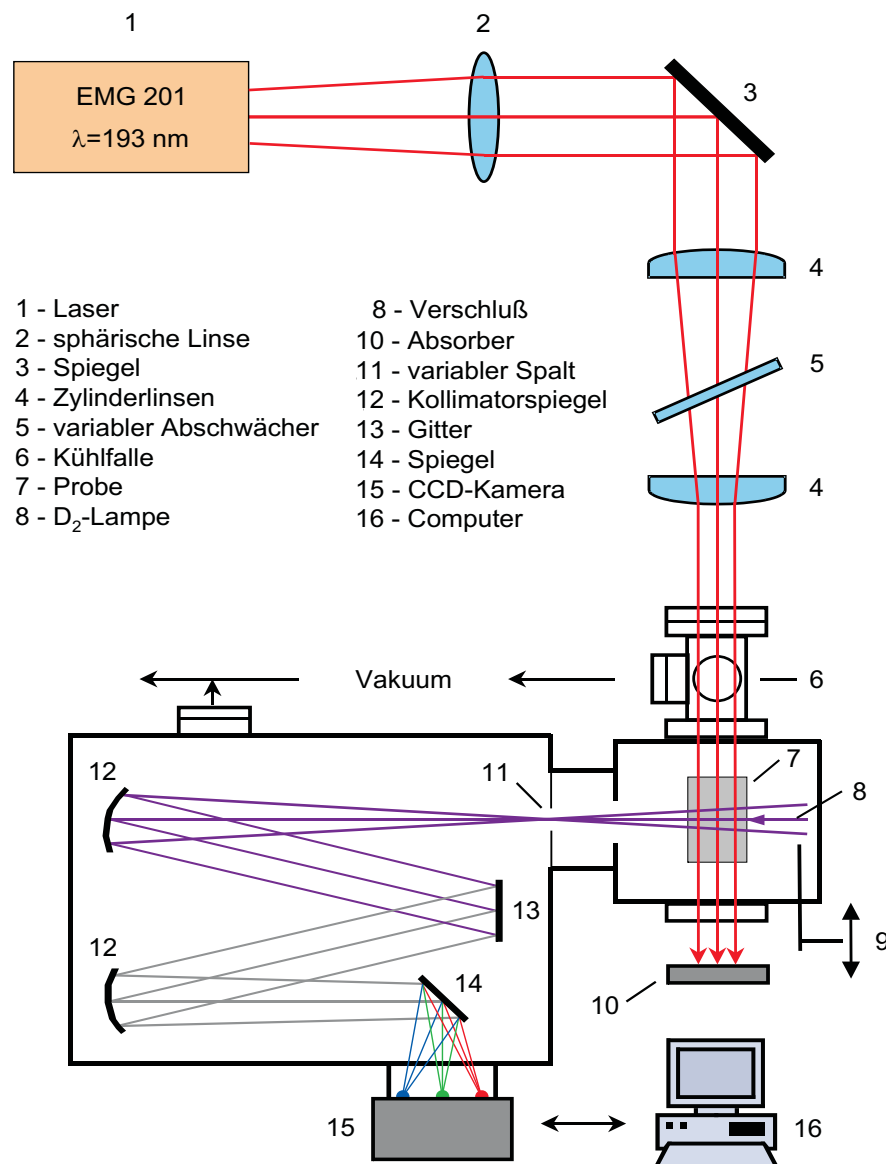 1
2
EMG 201
λ=193 nm
3
4
1 - Laser
2 - sphärische Linse
3 - Spiegel
4 - Zylinderlinsen
5 - variabler Abschwächer
6 - Kühlfalle
7 - Probe
8 - D₂-Lampe
8 - Verschluß
10 - Absorber
11 - variabler Spalt
12 - Kollimatorspiegel
13 - Gitter
14 - Spiegel
15 - CCD-Kamera
16 - Computer
5
4
Vakuum
6
12
11
7
8
13
12
14
9
10
15
16